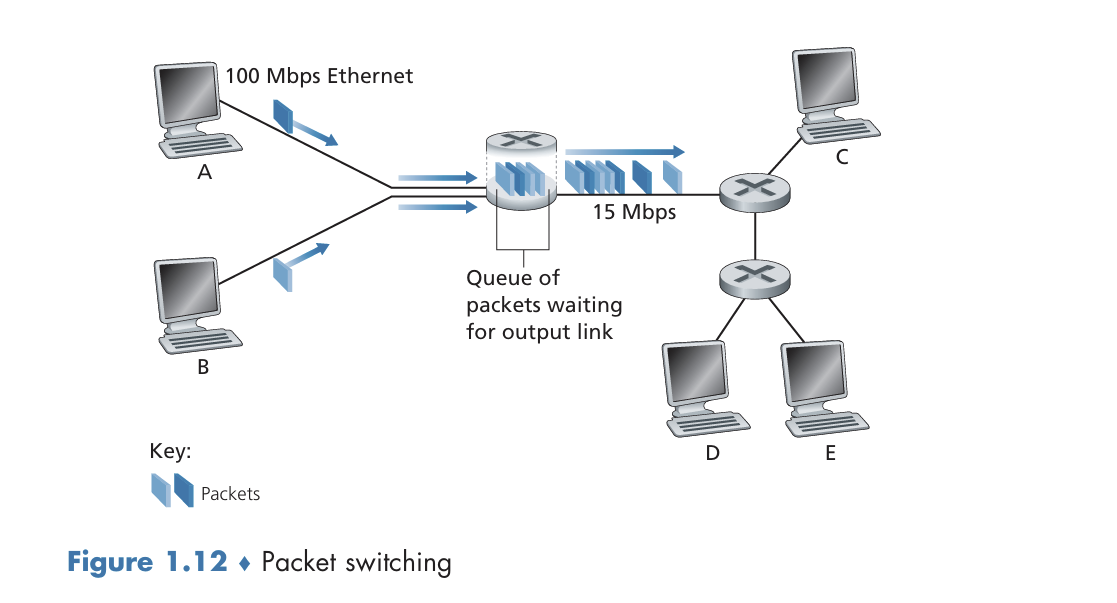 100 Mbps Ethernet
A
C
15 Mbps
Queue of
packets waiting
for output link
B
D
E
Key:
Packets
Figure 1.12 ♦ Packet switching